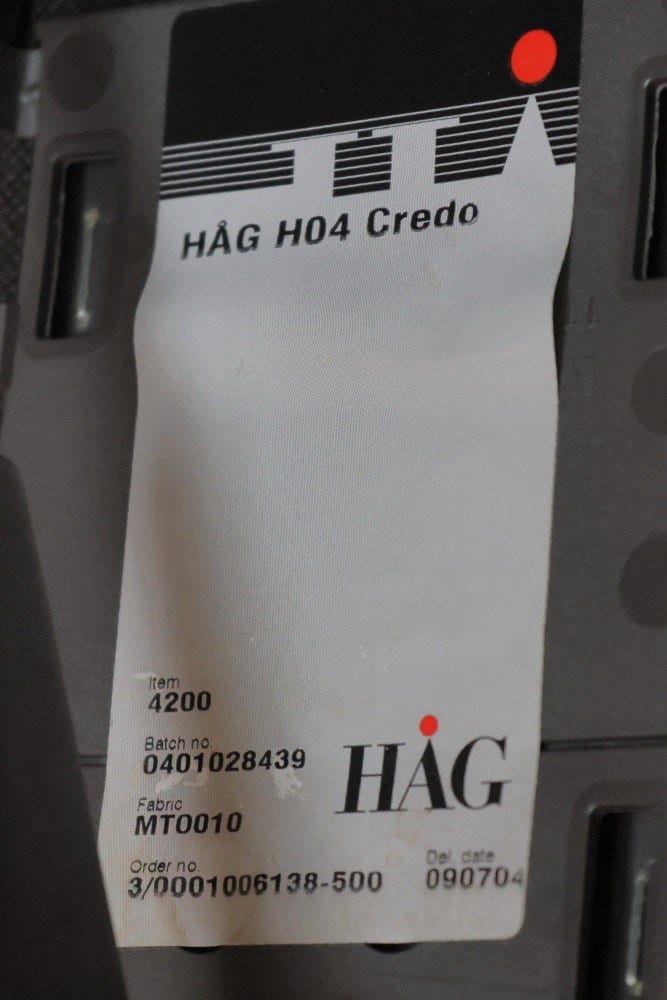 HÅG H04 Credo
Item
4200
Batch no.
0401028439
HÅG
Fabric
MT0010
Order no.
3/0001006138-500
Del. date
090704